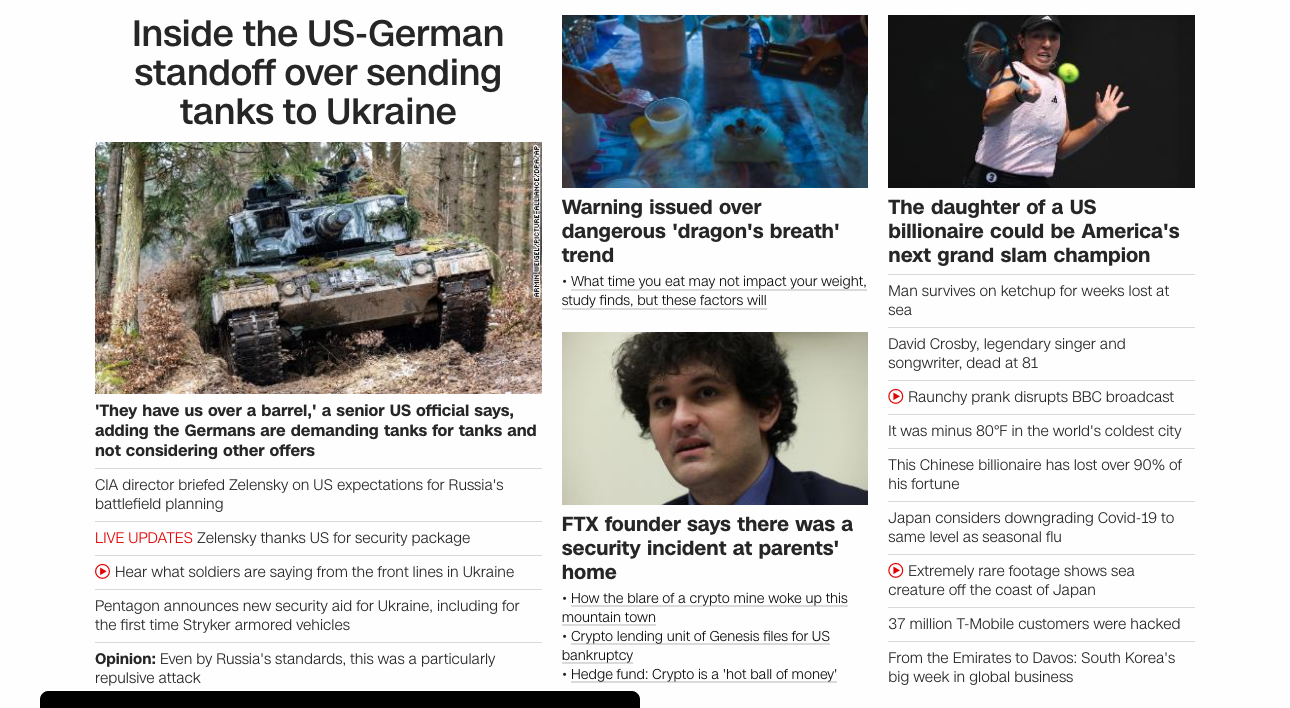 Inside the US-German
standoff over sending
tanks to Ukraine
ARMIN WEIGEL/PICTURE-ALLIANCE/DPA/AP
'They have us over a barrel,' a senior US official says,
adding the Germans are demanding tanks for tanks and
not considering other offers
CIA director briefed Zelensky on US expectations for Russia's
battlefield planning
LIVE UPDATES Zelensky thanks US for security package
Hear what soldiers are saying from the front lines in Ukraine
Pentagon announces new security aid for Ukraine, including for
the first time Stryker armored vehicles
Opinion: Even by Russia's standards, this was a particularly
repulsive attack
Warning issued over
dangerous 'dragon's breath'
trend
• What time you eat may not impact your weight,
study finds, but these factors will
FTX founder says there was a
security incident at parents'
home
• How the blare of a crypto mine woke up this
mountain town
• Crypto lending unit of Genesis files for US
bankruptcy
• Hedge fund: Crypto is a 'hot ball of money'
The daughter of a US
billionaire could be America's
next grand slam champion
Man survives on ketchup for weeks lost at
sea
David Crosby, legendary singer and
songwriter, dead at 81
Raunchy prank disrupts BBC broadcast
It was minus 80°F in the world's coldest city
This Chinese billionaire has lost over 90% of
his fortune
Japan considers downgrading Covid-19 to
same level as seasonal flu
Extremely rare footage shows sea
creature off the coast of Japan
37 million T-Mobile customers were hacked
From the Emirates to Davos: South Korea's
big week in global business